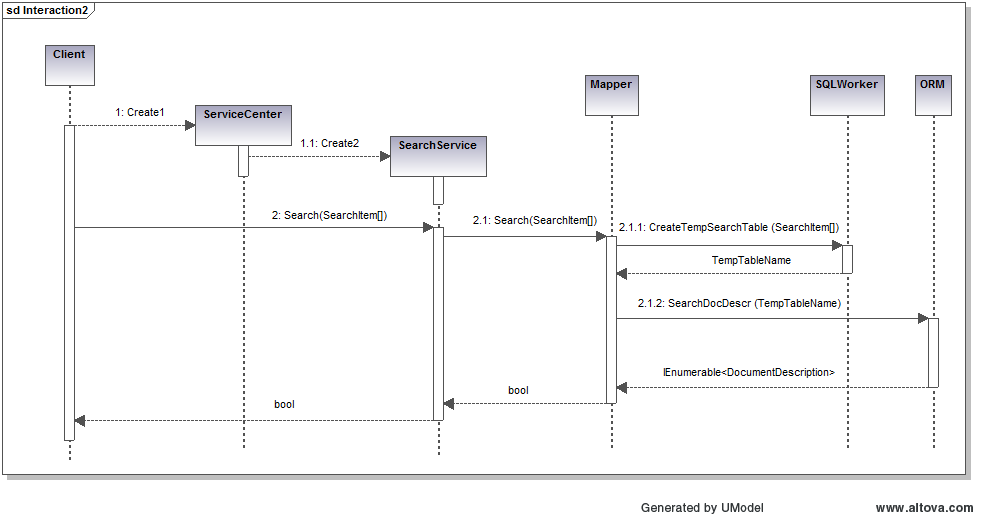 sd Interaction2
Client
Mapper
SQLWorker
ORM
1: Create1
ServiceCenter
1.1: Create2
SearchService
2: Search(SearchItem[])
2.1: Search(SearchItem[])
2.1.1: CreateTempSearchTable (SearchItem[])
TempTableName
2.1.2: SearchDocDescr (TempTableName)
IEnumerable<DocumentDescription>
bool
bool
Generated by UModel
www.altova.com